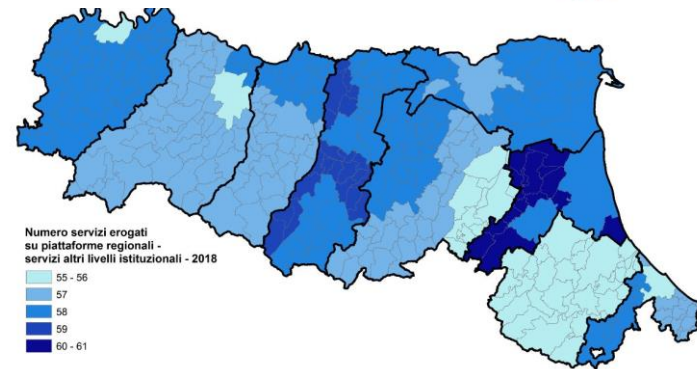 Numero servizi erogati
su piattaforme regionali -
servizi altri livelli istituzionali - 2018
55 - 56
57
58
59
60 - 61